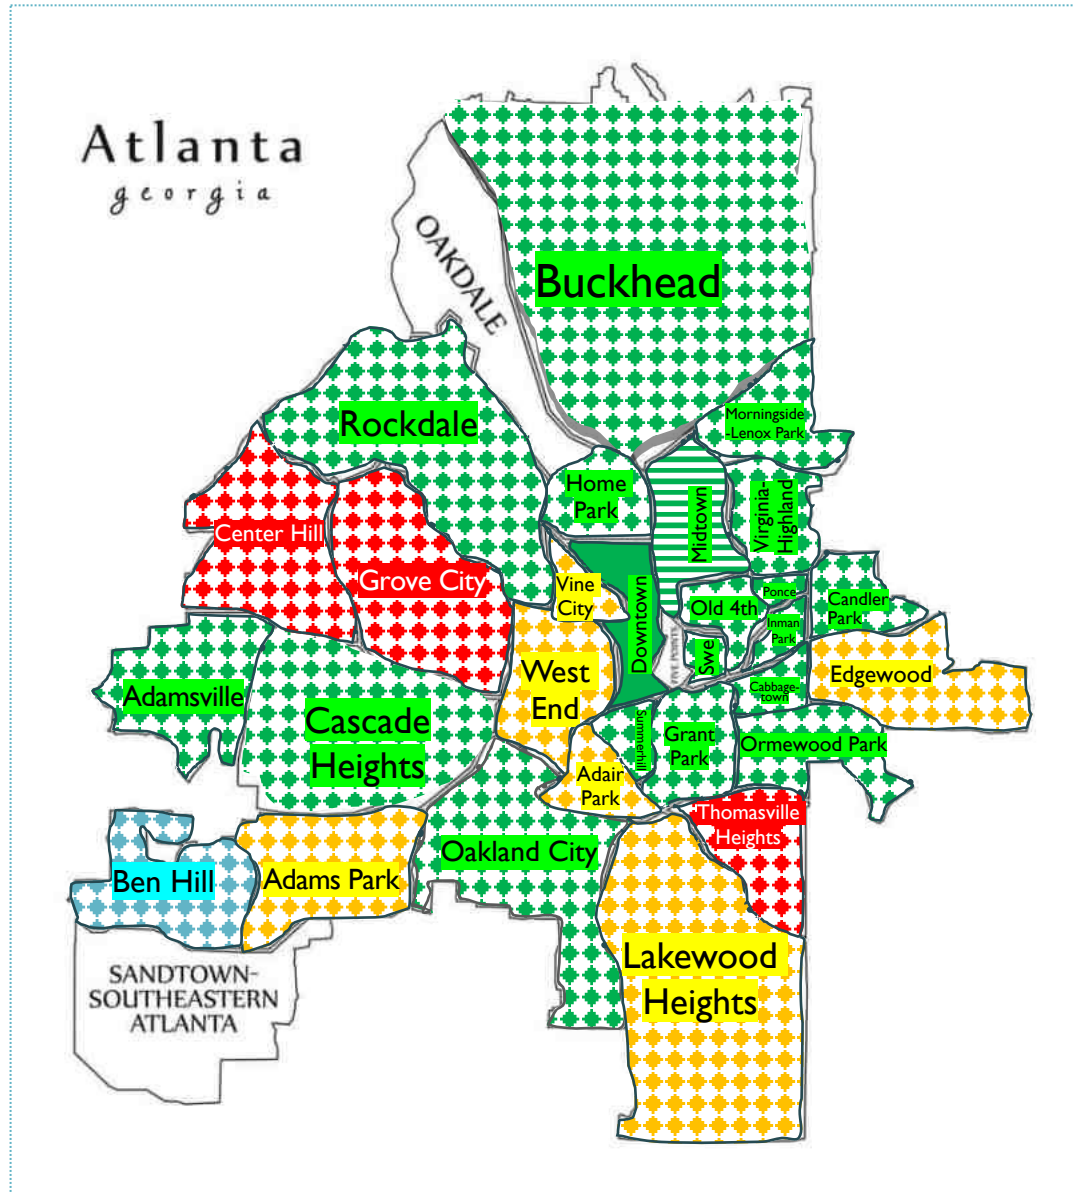 Atlanta
georgia
OAKDALE
Buckhead
Morningside
-Lenox Park
Rockdale
Home
Park
Midtown
Virginia-
Highland
Center Hill
Grove City
Vine
City
Downtown
Old 4th
Ponce
Inman
Park
Candler
Park
FIVE POINTS
Swe
West
End
Edgewood
Cabbage-
town
Adamsville
Cascade
Heights
Summerhill
Grant
Park
Ormewood Park
Adair
Park
Thomasville
Heights
Oakland City
Ben Hill
Adams Park
Lakewood
Heights
SANDTOWN-
SOUTHEASTERN
ATLANTA